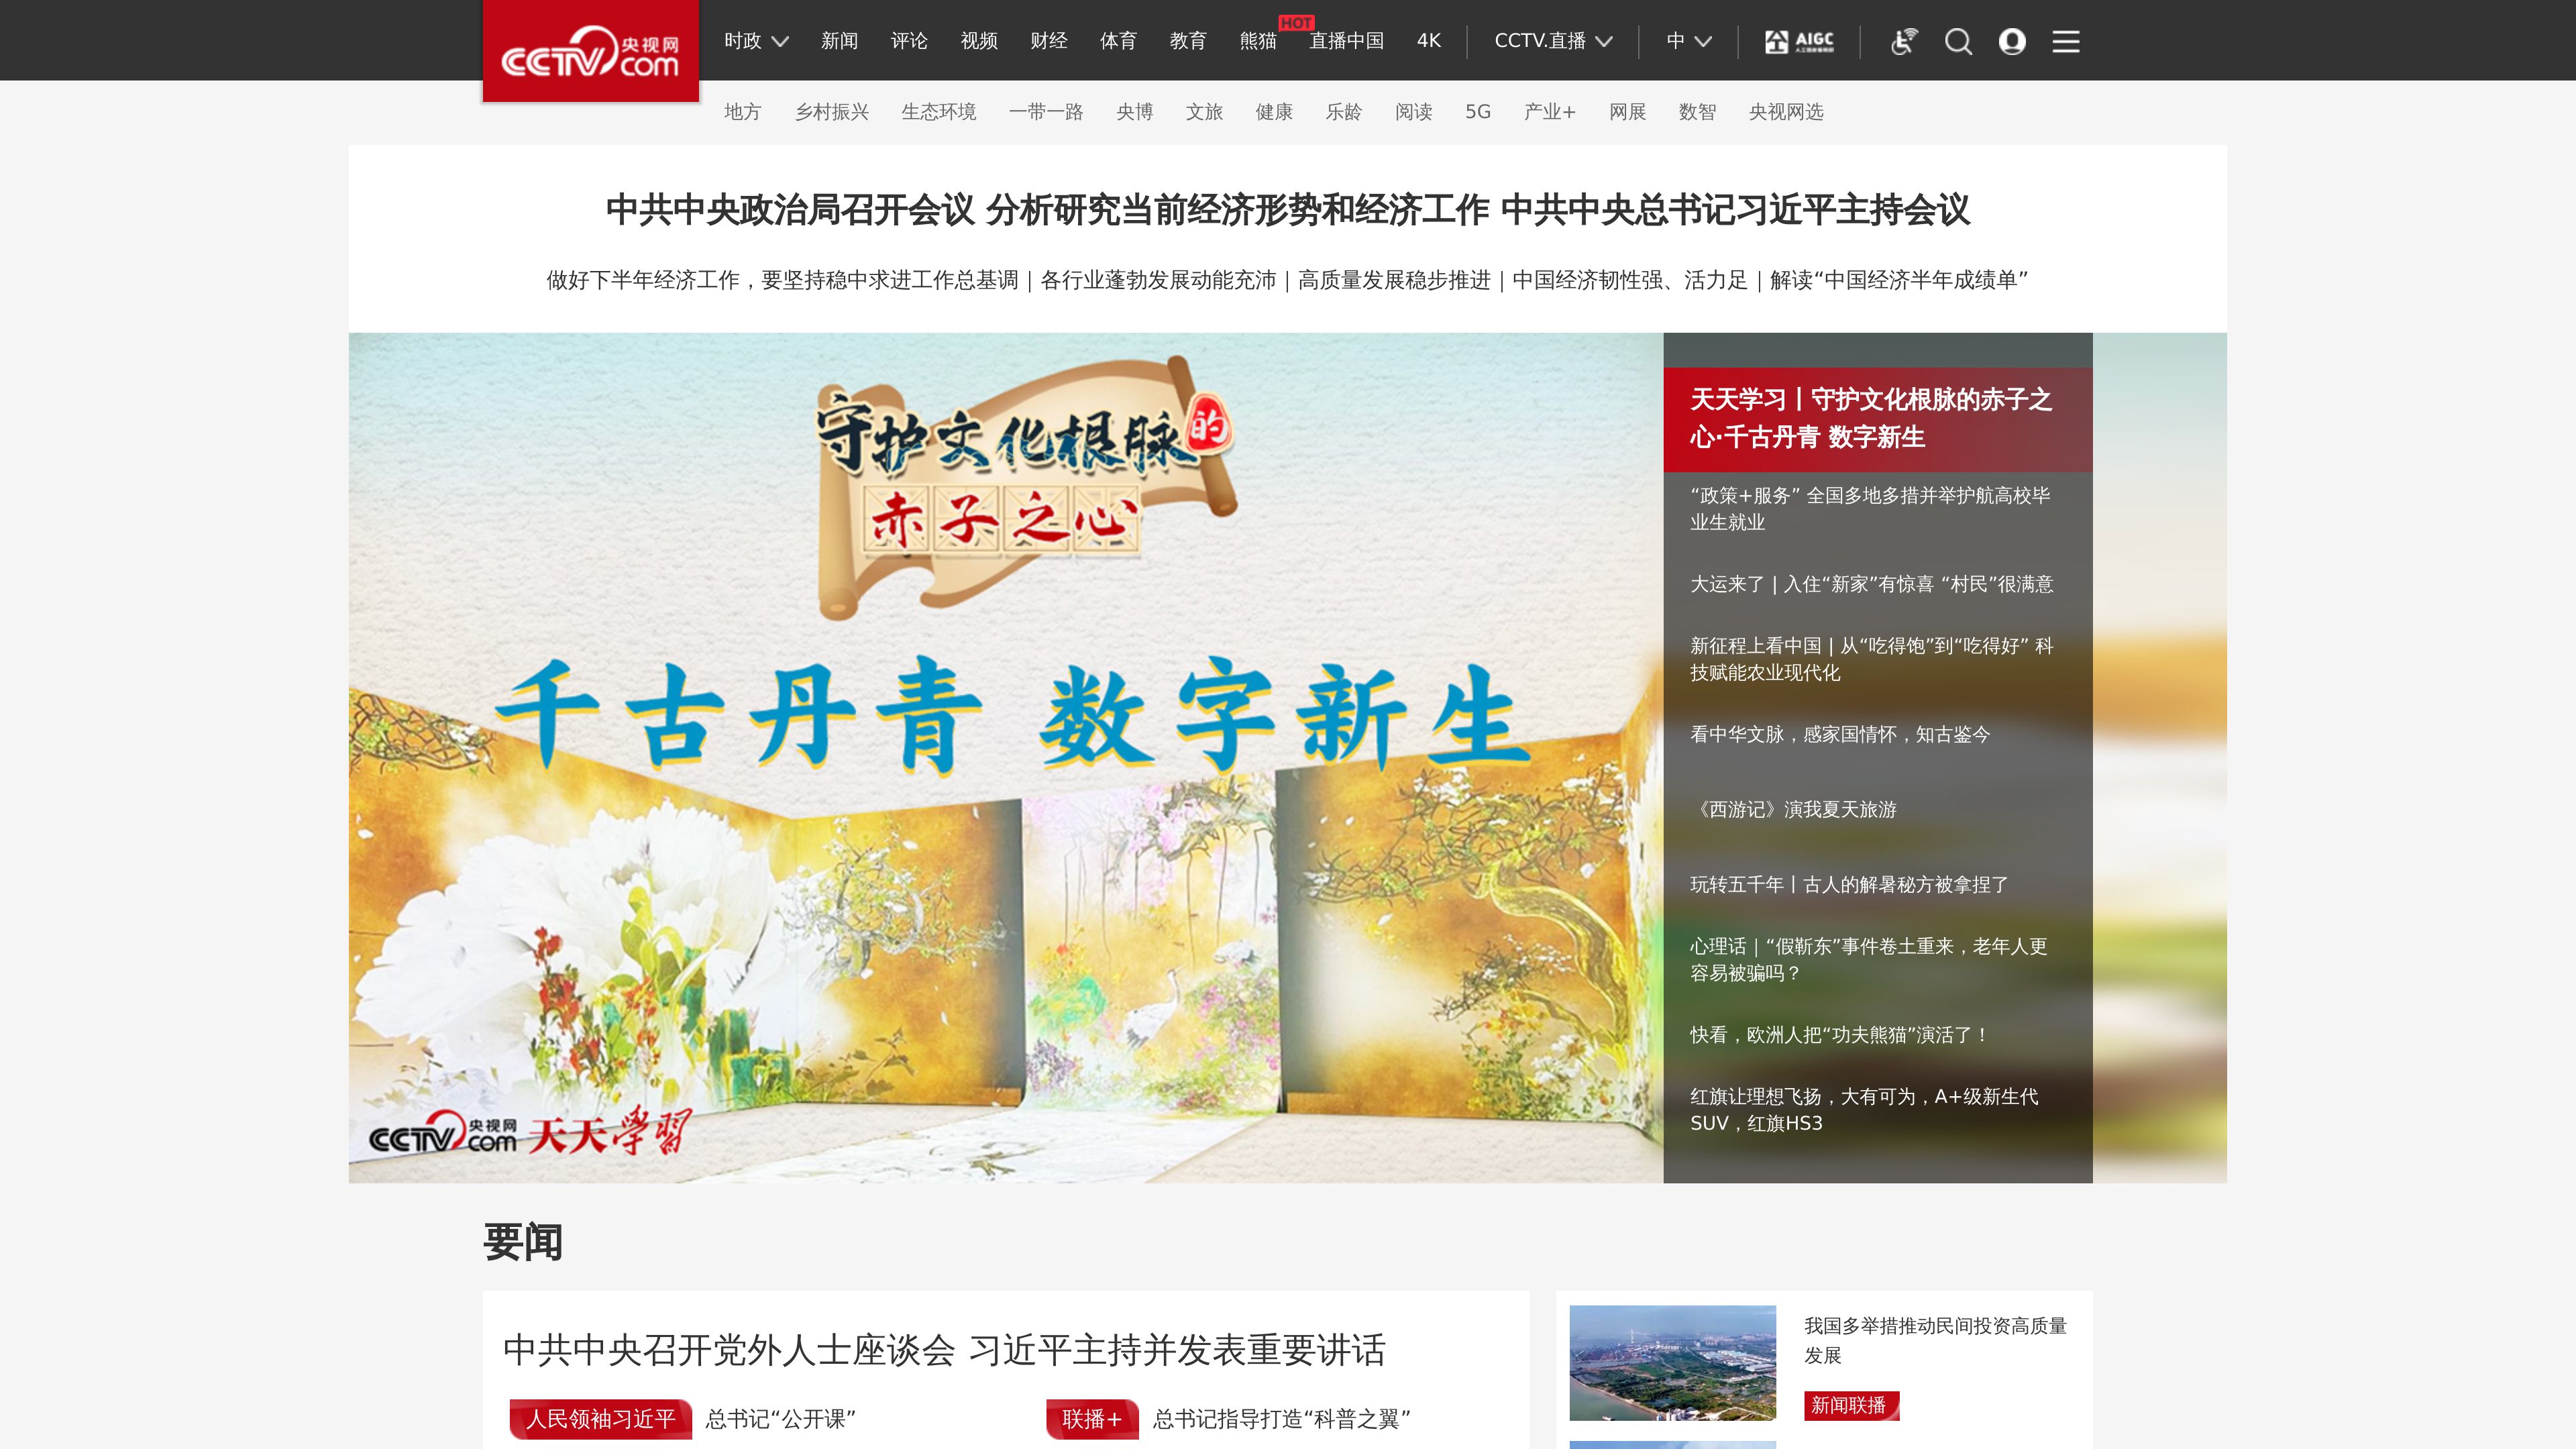 CCTV.com 央视网
时政 新闻 评论 视频 财经 体育 教育 熊猫 HOT 直播中国 4K CCTV.直播 中 AIGC
地方 乡村振兴 生态环境 一带一路 央博 文旅 健康 乐龄 阅读 5G 产业+ 网展 数智 央视网选
中共中央政治局召开会议 分析研究当前经济形势和经济工作 中共中央总书记习近平主持会议
做好下半年经济工作，要坚持稳中求进工作总基调｜各行业蓬勃发展动能充沛｜高质量发展稳步推进｜中国经济韧性强、活力足｜解读“中国经济半年成绩单”
守护文化根脉的
赤子之心
千古丹青 数字新生
CCTV.com 央视网 天天学習
天天学习丨守护文化根脉的赤子之
心·千古丹青 数字新生
“政策+服务” 全国多地多措并举护航高校毕
业生就业
大运来了 | 入住“新家”有惊喜 “村民”很满意
新征程上看中国 | 从“吃得饱”到“吃得好” 科
技赋能农业现代化
看中华文脉，感家国情怀，知古鉴今
《西游记》演我夏天旅游
玩转五千年丨古人的解暑秘方被拿捏了
心理话｜“假靳东”事件卷土重来，老年人更
容易被骗吗？
快看，欧洲人把“功夫熊猫”演活了！
红旗让理想飞扬，大有可为，A+级新生代
SUV，红旗HS3
要闻
中共中央召开党外人士座谈会 习近平主持并发表重要讲话
人民领袖习近平 总书记“公开课”
联播+ 总书记指导打造“科普之翼”
我国多举措推动民间投资高质量
发展
新闻联播